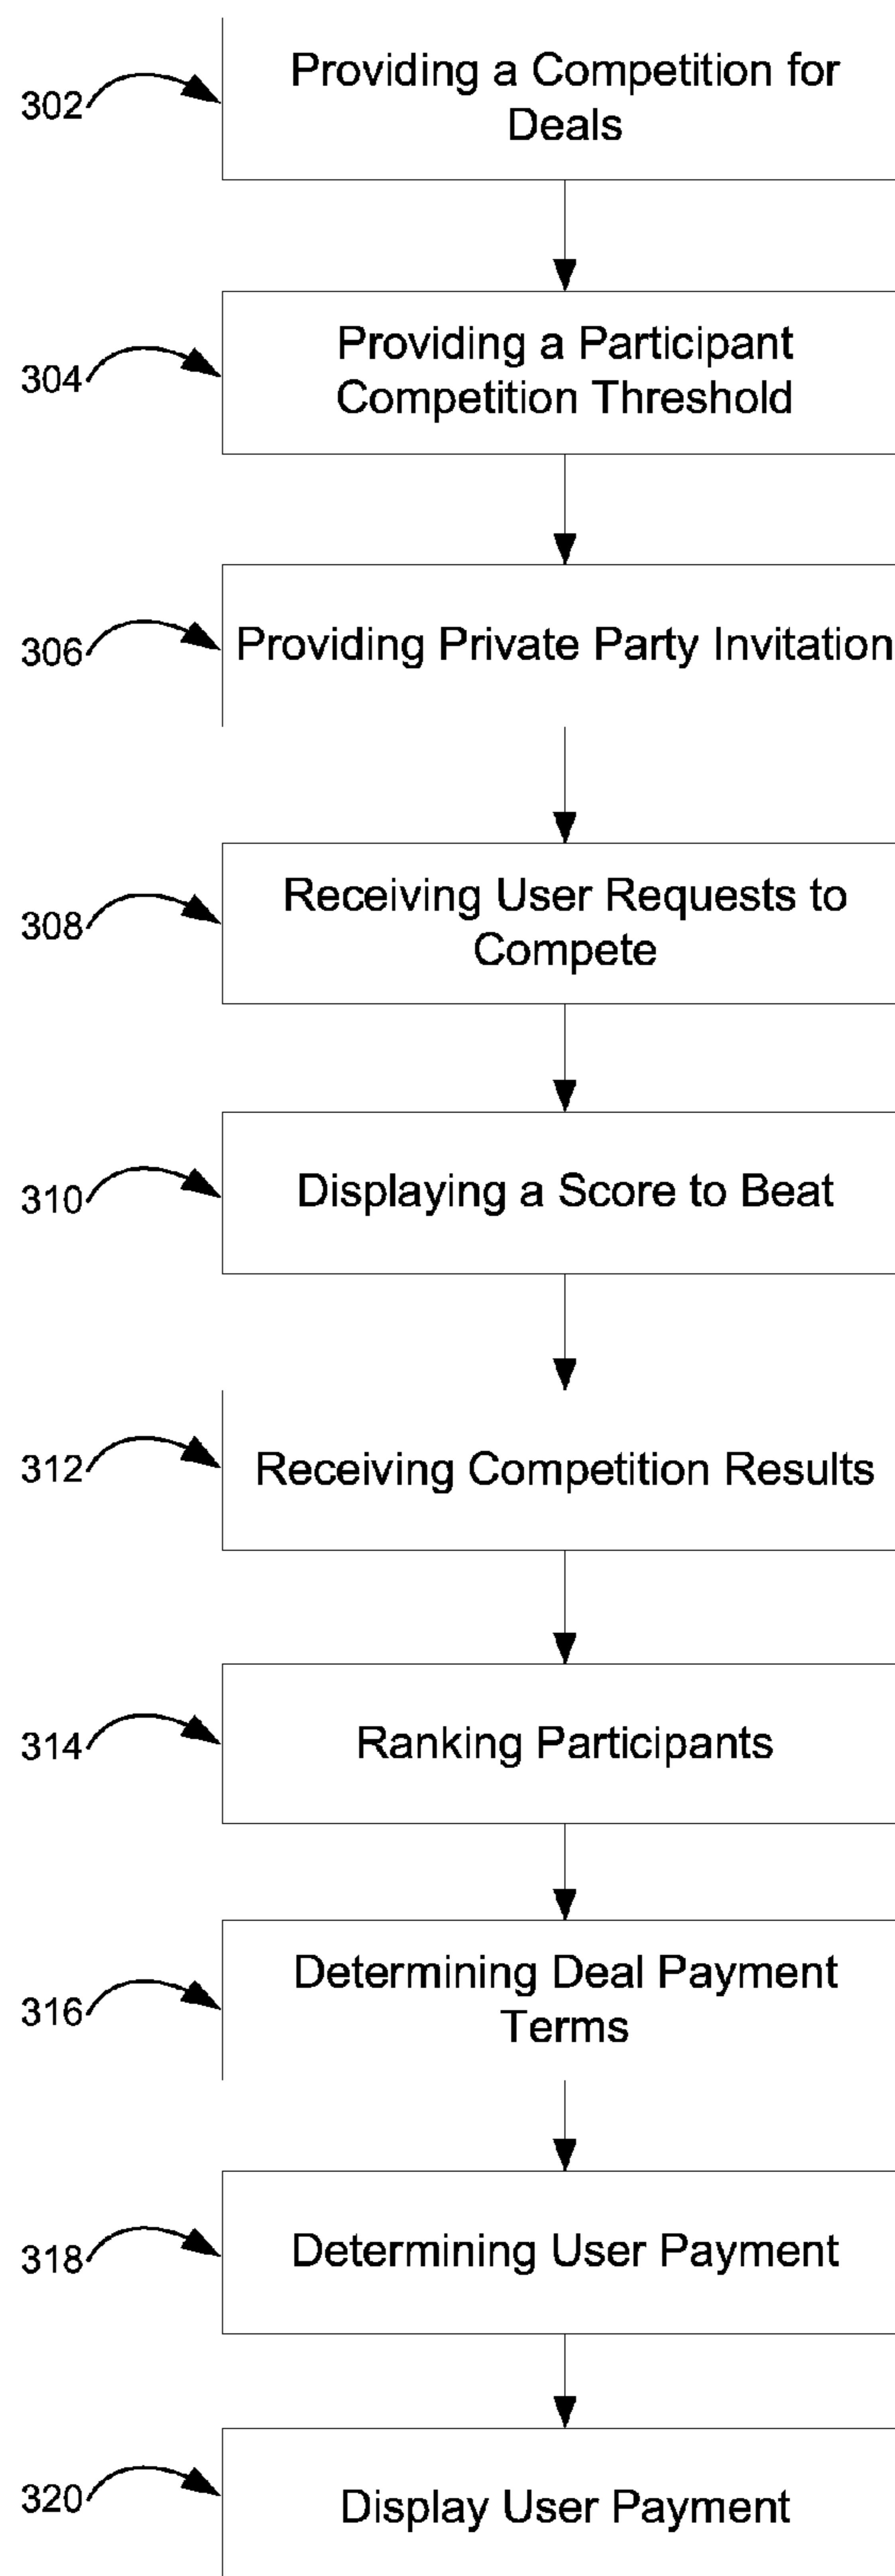 302
Providing a Competition for
Deals
304
Providing a Participant
Competition Threshold
306
Providing Private Party Invitation
308
Receiving User Requests to
Compete
310
Displaying a Score to Beat
312
Receiving Competition Results
314
Ranking Participants
316
Determining Deal Payment
Terms
318
Determining User Payment
320
Display User Payment